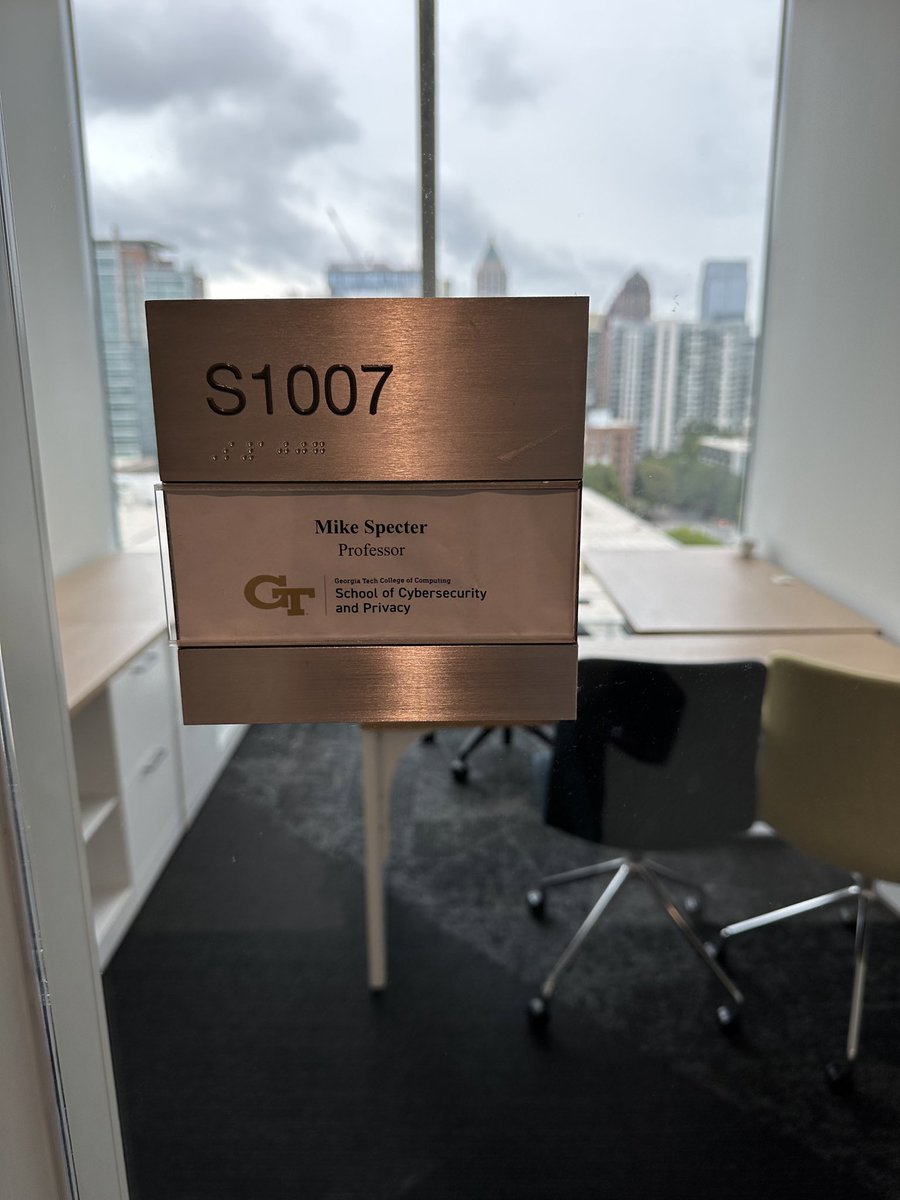 S1007
Mike Specter
Professor
GT
Georgia Tech College of Computing
School of Cybersecurity
and Privacy